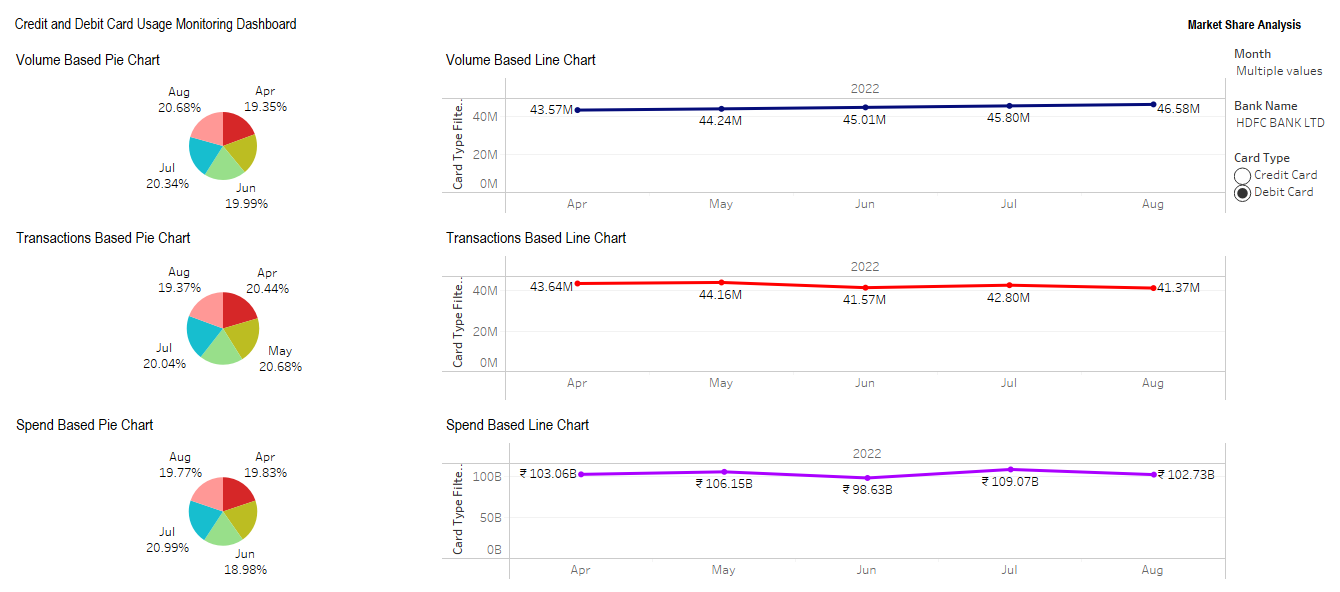 Credit and Debit Card Usage Monitoring Dashboard
Market Share Analysis
Volume Based Pie Chart
Aug
20.68%
Apr
19.35%
Jul
20.34%
Jun
19.99%
Volume Based Line Chart
2022
Card Type Filte..
40M
20M
0M
43.57M
44.24M
45.01M
45.80M
46.58M
Apr
May
Jun
Jul
Aug
Month
Multiple values
Bank Name
HDFC BANK LTD
Card Type
Credit Card
Debit Card
Transactions Based Pie Chart
Aug
19.37%
Apr
20.44%
Jul
20.04%
May
20.68%
Transactions Based Line Chart
2022
Card Type Filte..
40M
20M
0M
43.64M
44.16M
41.57M
42.80M
41.37M
Apr
May
Jun
Jul
Aug
Spend Based Pie Chart
Aug
19.77%
Apr
19.83%
Jul
20.99%
Jun
18.98%
Spend Based Line Chart
2022
Card Type Filte..
100B
50B
0B
₹ 103.06B
₹ 106.15B
₹ 98.63B
₹ 109.07B
₹ 102.73B
Apr
May
Jun
Jul
Aug